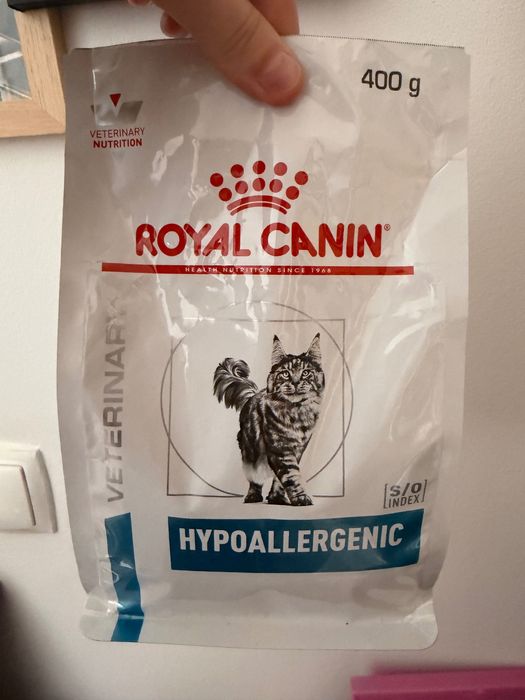 400 g
VETERINARY
NUTRITION
ROYAL CANIN®
HEALTH NUTRITION SINCE 1968
VETERINARY
S/O
INDEX
HYPOALLERGENIC